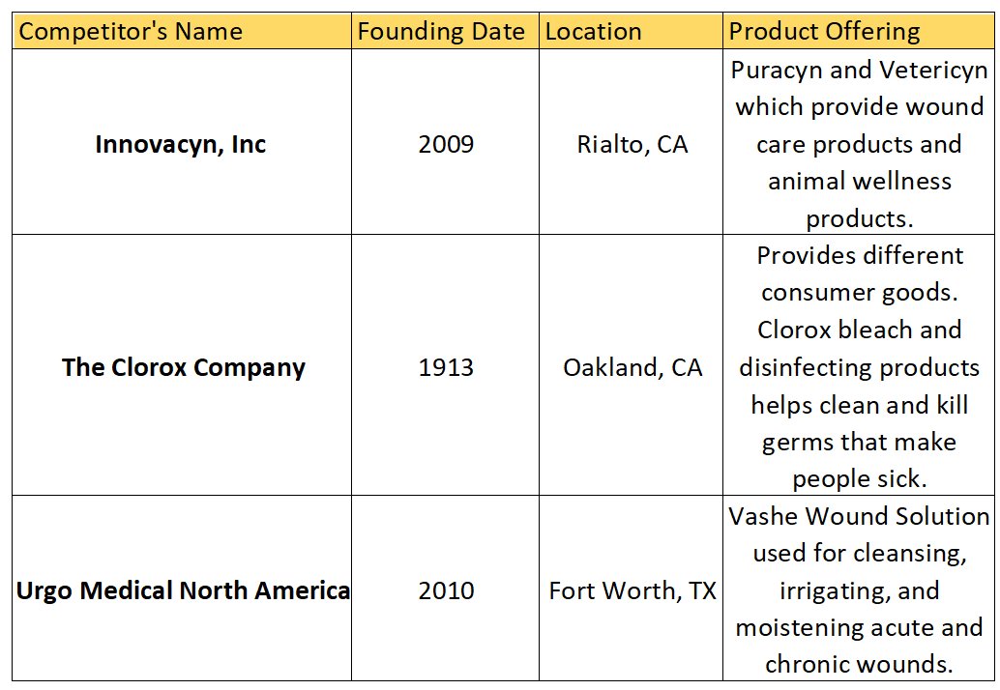 Competitor's Name Founding Date Location Product Offering
Innovacyn, Inc 2009 Rialto, CA
Puracyn and Vetericyn
which provide wound
care products and
animal wellness
products.
The Clorox Company 1913 Oakland, CA
Provides different
consumer goods.
Clorox bleach and
disinfecting products
helps clean and kill
germs that make
people sick.
Urgo Medical North America 2010 Fort Worth, TX
Vashe Wound Solution
used for cleansing,
irrigating, and
moistening acute and
chronic wounds.